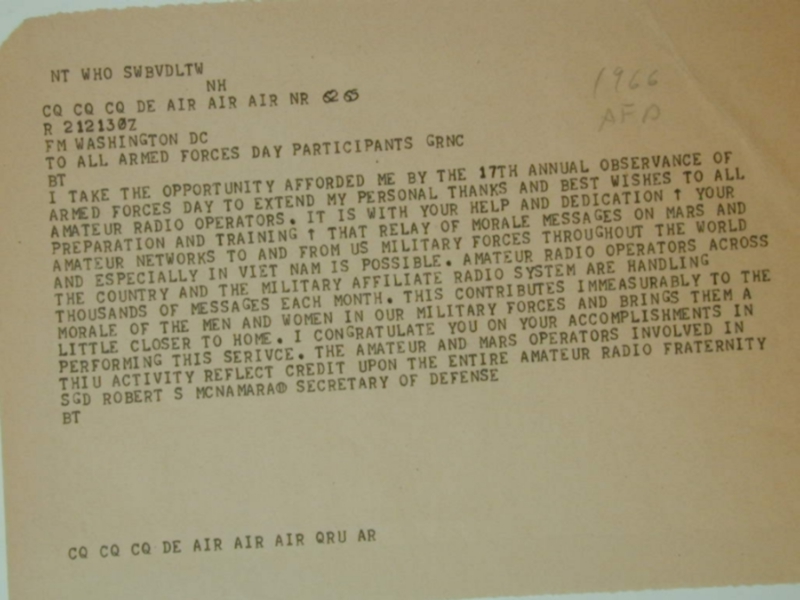 NT WHO SWBVDLTW
NH
1966
AFD
CQ CQ CQ DE AIR AIR AIR NR
R 212130Z
FM WASHINGTON DC
TO ALL ARMED FORCES DAY PARTICIPANTS GRNC
BT
I TAKE THE OPPORTUNITY AFFORDED ME BY THE 17TH ANNUAL OBSERVANCE OF
ARMED FORCES DAY TO EXTEND MY PERSONAL THANKS AND BEST WISHES TO ALL
AMATEUR RADIO OPERATORS. IT IS WITH YOUR HELP AND DEDICATION ↑ YOUR
PREPARATION AND TRAINING ↑ THAT RELAY OF MORALE MESSAGES ON MARS AND
AMATEUR NETWORKS TO AND FROM US MILITARY FORCES THROUGHOUT THE WORLD
AND ESPECIALLY IN VIET NAM IS POSSIBLE. AMATEUR RADIO OPERATORS ACROSS
THE COUNTRY AND THE MILITARY AFFILIATE RADIO SYSTEM ARE HANDLING
THOUSANDS OF MESSAGES EACH MONTH. THIS CONTRIBUTES IMMEASURABLY TO THE
MORALE OF THE MEN AND WOMEN IN OUR MILITARY FORCES AND BRINGS THEM A
LITTLE CLOSER TO HOME. I CONGRATULATE YOU ON YOUR ACCOMPLISHMENTS IN
PERFORMING THIS SERIVCE. THE AMATEUR AND MARS OPERATORS INVOLVED IN
THIU ACTIVITY REFLECT CREDIT UPON THE ENTIRE AMATEUR RADIO FRATERNITY
SGD ROBERT S MCNAMARA SECRETARY OF DEFENSE
BT
CQ CQ CQ DE AIR AIR AIR QRU AR